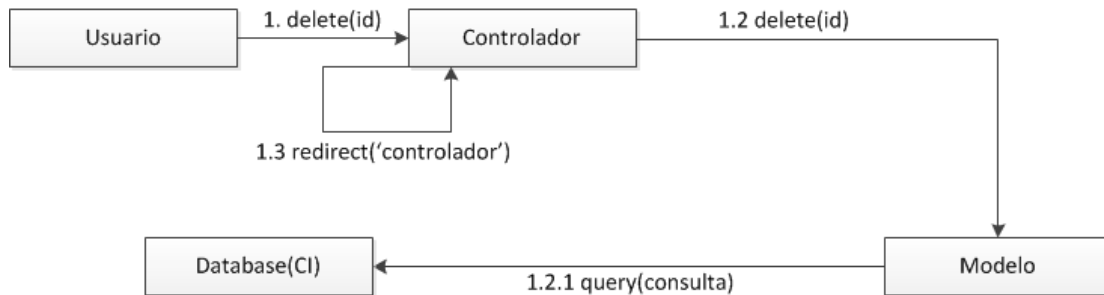 1. delete(id)
1.2 delete(id)
Usuario
Controlador
1.3 redirect(‘controlador’)
Database(CI)
Modelo
1.2.1 query(consulta)